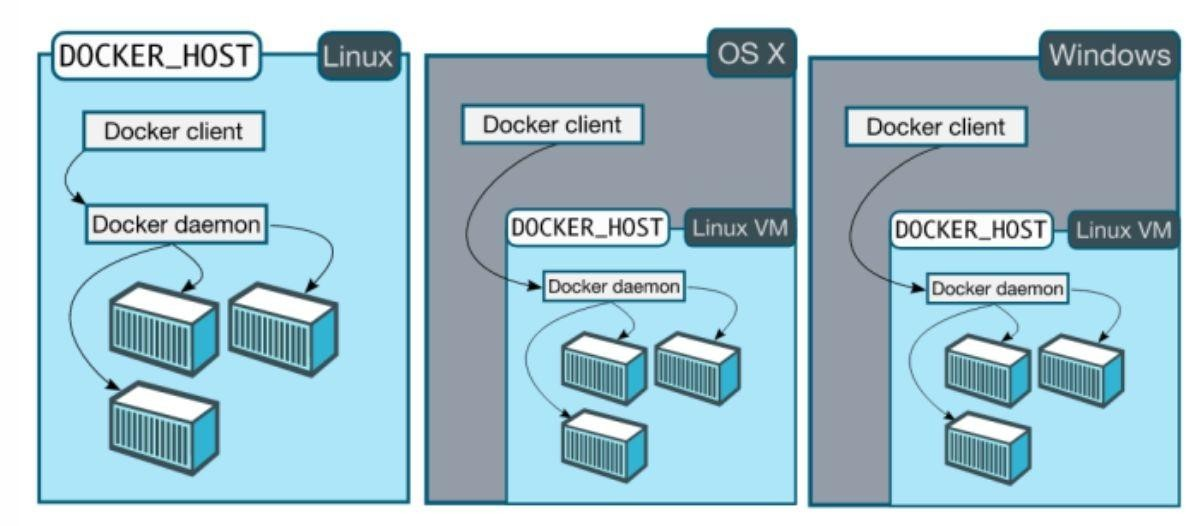 DOCKER_HOST
Linux
Docker client
Docker daemon
OS X
Docker client
DOCKER_HOST
Linux VM
Docker daemon
Windows
Docker client
DOCKER_HOST
Linux VM
Docker daemon